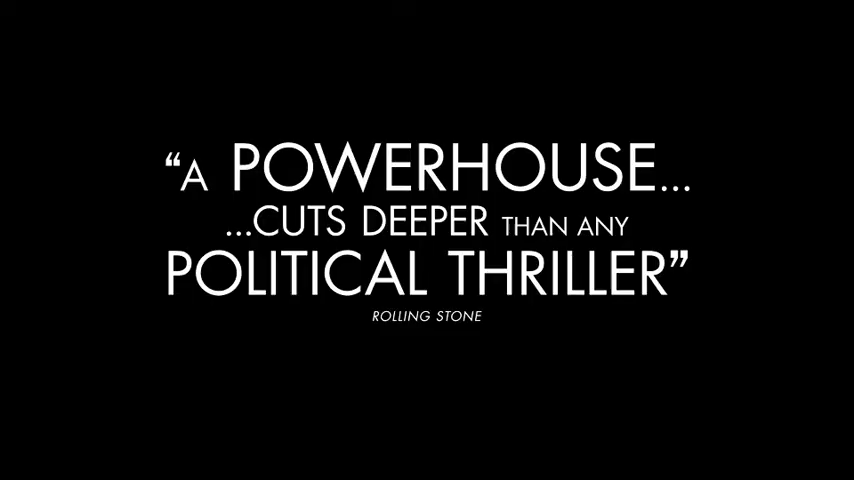 “A POWERHOUSE...
...CUTS DEEPER THAN ANY
POLITICAL THRILLER”
ROLLING STONE